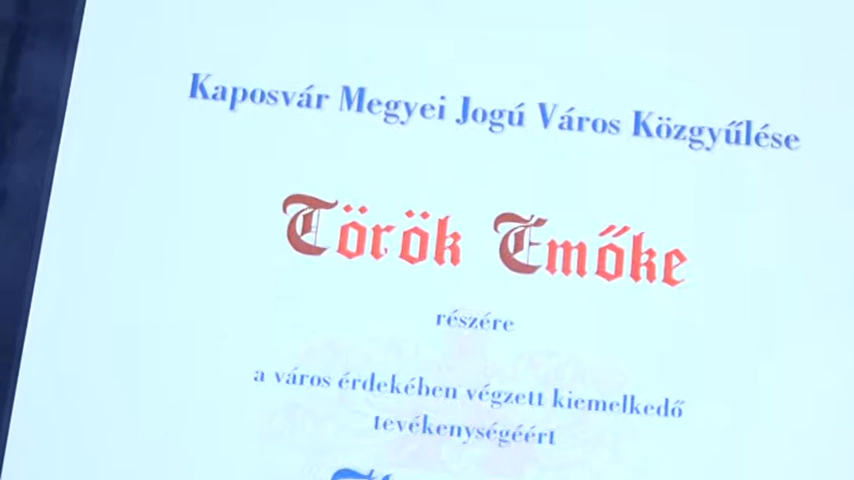 Kaposvár Megyei Jogú Város Közgyűlése
Török Emőke
részére
a város érdekében végzett kiemelkedő
tevékenységéért